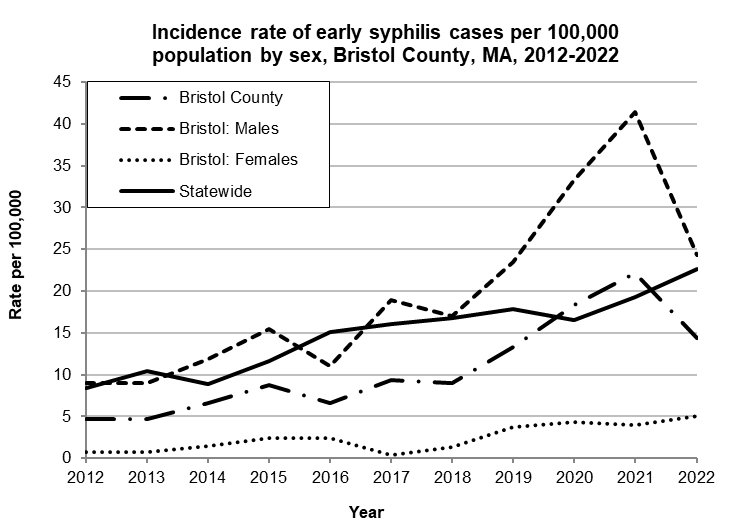 Incidence rate of early syphilis cases per 100,000
population by sex, Bristol County, MA, 2012-2022
45
40
35
30
25
20
15
10
5
0
Bristol County
Bristol: Males
Bristol: Females
Statewide
Rate per 100,000
2012 2013 2014 2015 2016 2017 2018 2019 2020 2021 2022
Year